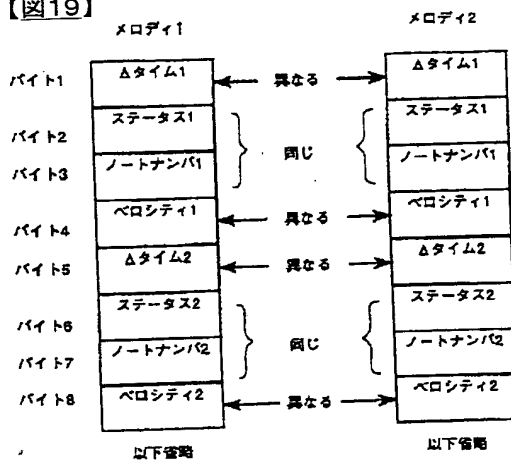 【図19】
メロディ1 メロディ2
バイト1 Δタイム1 異なる Δタイム1
バイト2 ステータス1 ステータス1
同じ
バイト3 ノートナンバ1 ノートナンバ1
バイト4 ベロシティ1 異なる ベロシティ1
バイト5 Δタイム2 異なる Δタイム2
バイト6 ステータス2 ステータス2
同じ
バイト7 ノートナンバ2 ノートナンバ2
バイト8 ベロシティ2 異なる ベロシティ2
以下省略 以下省略